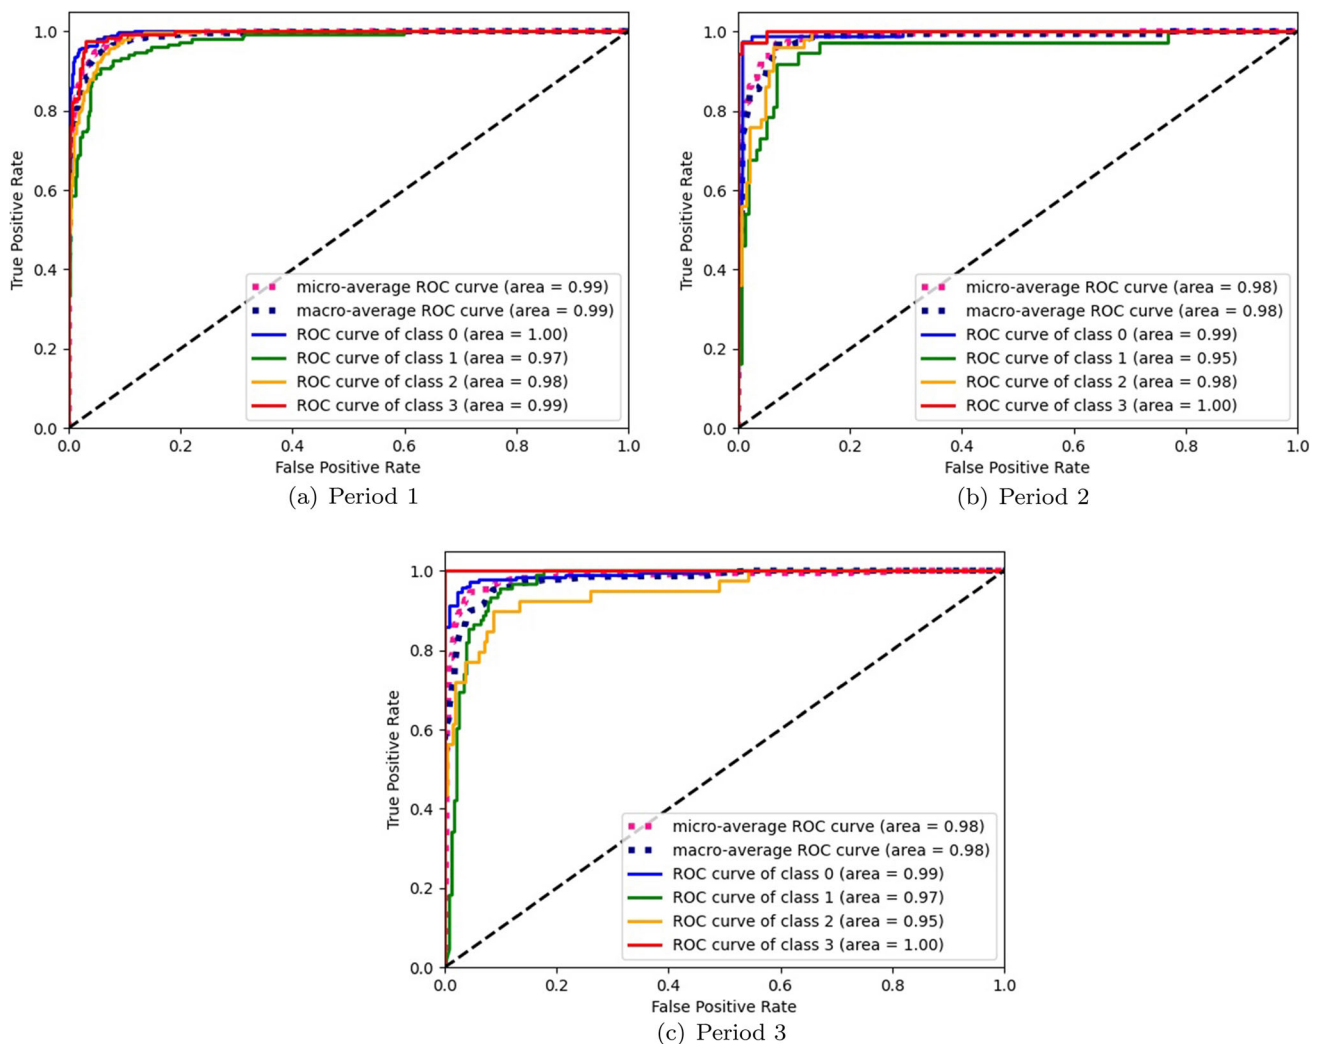 1.0
0.8
0.6
0.4
0.2
0.0
True Positive Rate
micro-average ROC curve (area = 0.99)
macro-average ROC curve (area = 0.99)
ROC curve of class 0 (area = 1.00)
ROC curve of class 1 (area = 0.97)
ROC curve of class 2 (area = 0.98)
ROC curve of class 3 (area = 0.99)
0.0 0.2 0.4 0.6 0.8 1.0
False Positive Rate
(a) Period 1
1.0
0.8
0.6
0.4
0.2
0.0
True Positive Rate
micro-average ROC curve (area = 0.98)
macro-average ROC curve (area = 0.98)
ROC curve of class 0 (area = 0.99)
ROC curve of class 1 (area = 0.95)
ROC curve of class 2 (area = 0.98)
ROC curve of class 3 (area = 1.00)
0.0 0.2 0.4 0.6 0.8 1.0
False Positive Rate
(b) Period 2
1.0
0.8
0.6
0.4
0.2
0.0
True Positive Rate
micro-average ROC curve (area = 0.98)
macro-average ROC curve (area = 0.98)
ROC curve of class 0 (area = 0.99)
ROC curve of class 1 (area = 0.97)
ROC curve of class 2 (area = 0.95)
ROC curve of class 3 (area = 1.00)
0.0 0.2 0.4 0.6 0.8 1.0
False Positive Rate
(c) Period 3